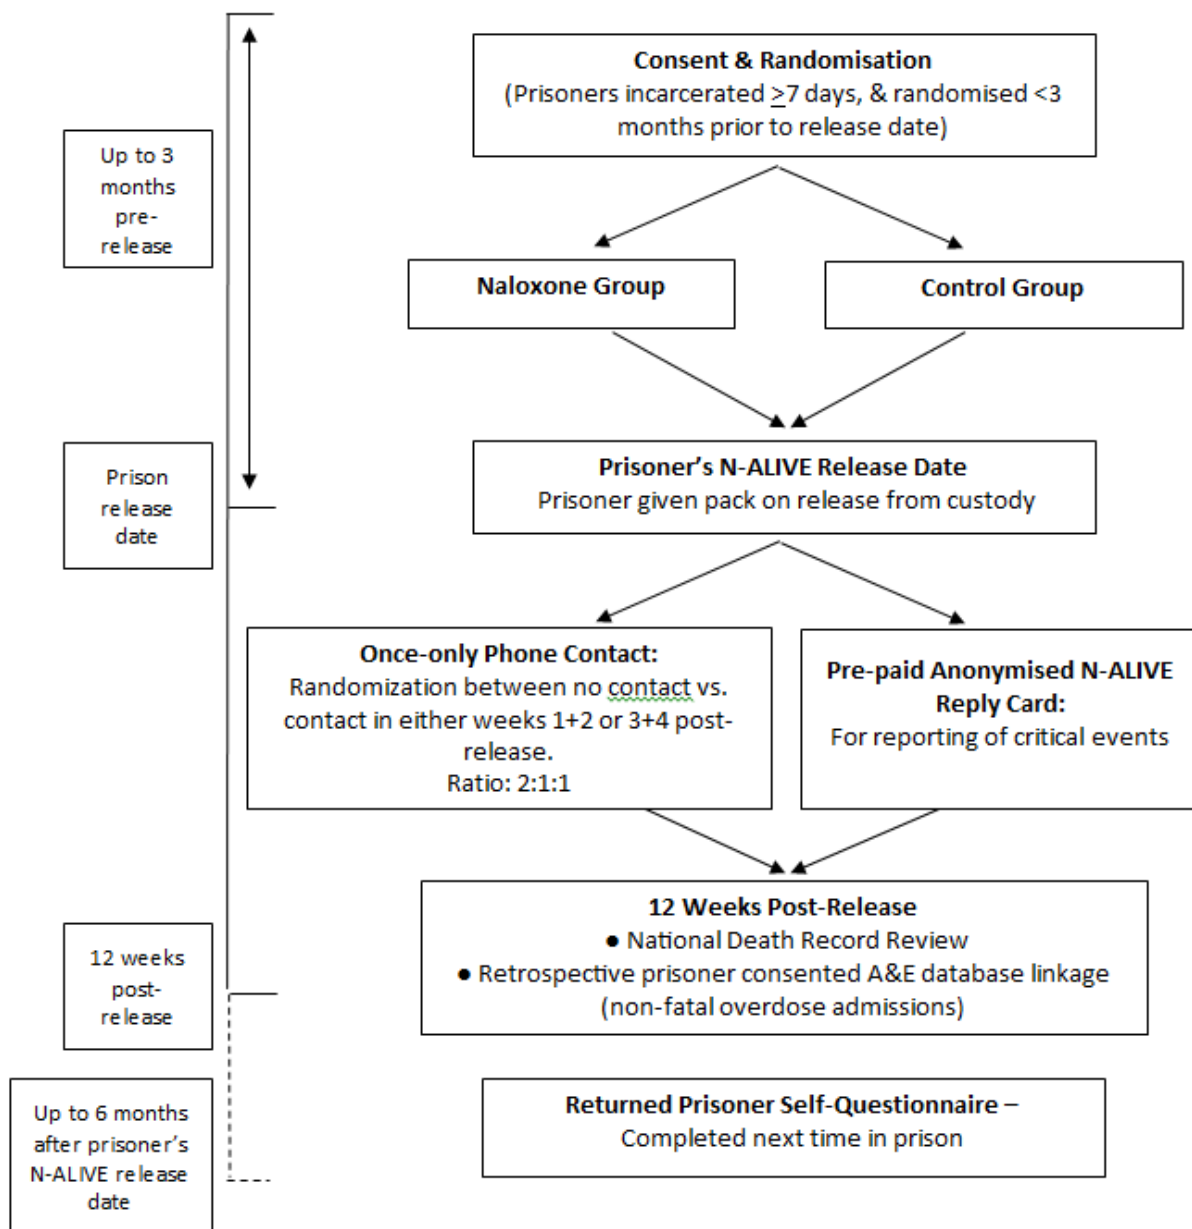 Consent & Randomisation
(Prisoners incarcerated >7 days, & randomised <3
months prior to release date)
Up to 3
months
pre-
release
Naloxone Group
Control Group
Prison
release
date
Prisoner’s N-ALIVE Release Date
Prisoner given pack on release from custody
Once-only Phone Contact:
Randomization between no contact vs.
contact in either weeks 1+2 or 3+4 post-
release.
Ratio: 2:1:1
Pre-paid Anonymised N-ALIVE
Reply Card:
For reporting of critical events
12 weeks
post-
release
12 Weeks Post-Release
● National Death Record Review
● Retrospective prisoner consented A&E database linkage
(non-fatal overdose admissions)
Up to 6 months
after prisoner’s
N-ALIVE release
date
Returned Prisoner Self-Questionnaire –
Completed next time in prison